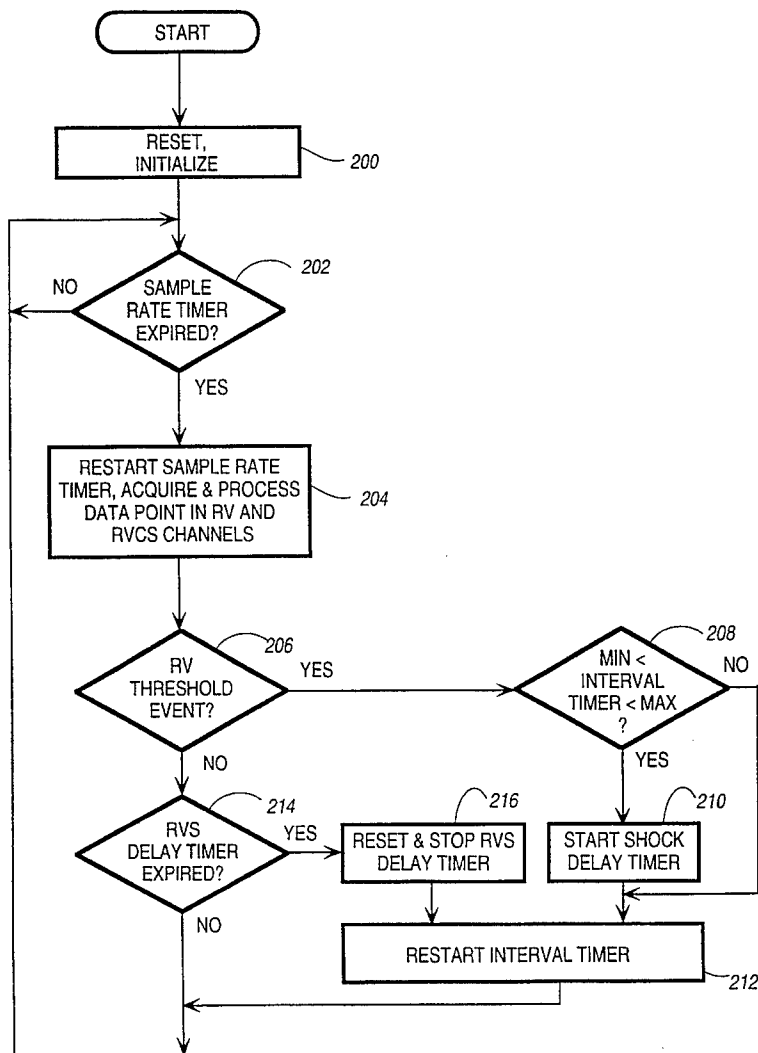 START
RESET,
INITIALIZE
200
202
NO
SAMPLE
RATE TIMER
EXPIRED?
YES
RESTART SAMPLE RATE
TIMER, ACQUIRE & PROCESS
DATA POINT IN RV AND
RVCS CHANNELS
204
206
RV
THRESHOLD
EVENT?
YES
NO
208
MIN <
INTERVAL
TIMER < MAX
?
NO
YES
214
RVS
DELAY TIMER
EXPIRED?
YES
NO
216
RESET & STOP RVS
DELAY TIMER
210
START SHOCK
DELAY TIMER
RESTART INTERVAL TIMER
212